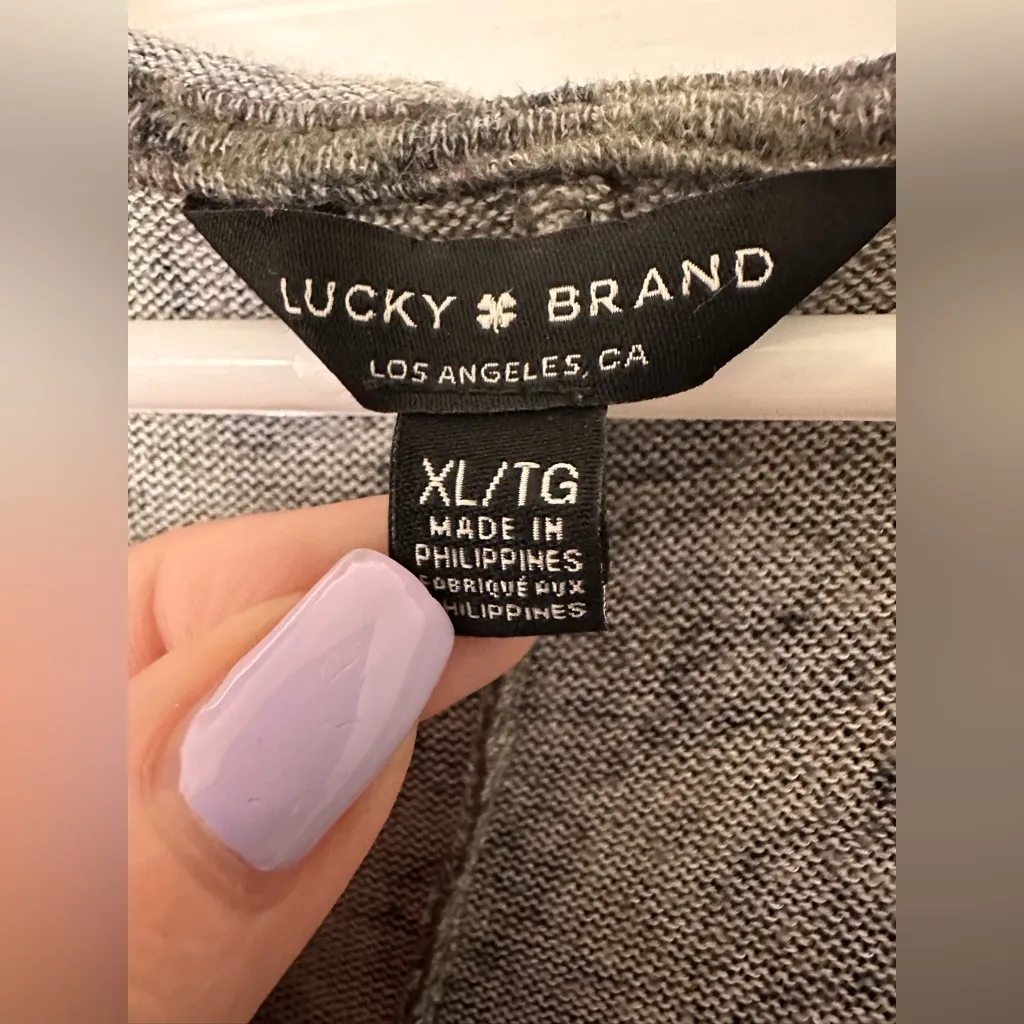 LUCKY BRAND
LOS ANGELES, CA
XL/TG
MADE IN
PHILIPPINES
FABRIQUÉ AUX
PHILIPPINES